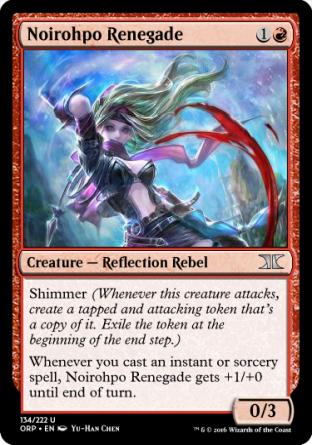 Noirohpo Renegade 1
Creature — Reflection Rebel
Shimmer (Whenever this creature attacks,
create a tapped and attacking token that's
a copy of it. Exile the token at the
beginning of the end step.)
Whenever you cast an instant or sorcery
spell, Noirohpo Renegade gets +1/+0
until end of turn.
0/3
134/222 U
ORP • EN Yu-Han Chen
™ & © 2016 Wizards of the Coast